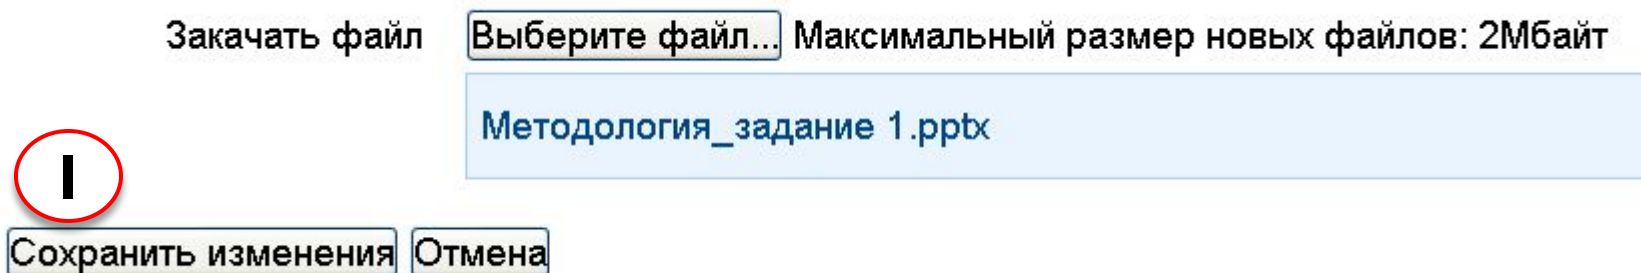 Закачать файл Выберите файл... Максимальный размер новых файлов: 2Мбайт
Методология_задание 1.pptx
I
Сохранить изменения Отмена